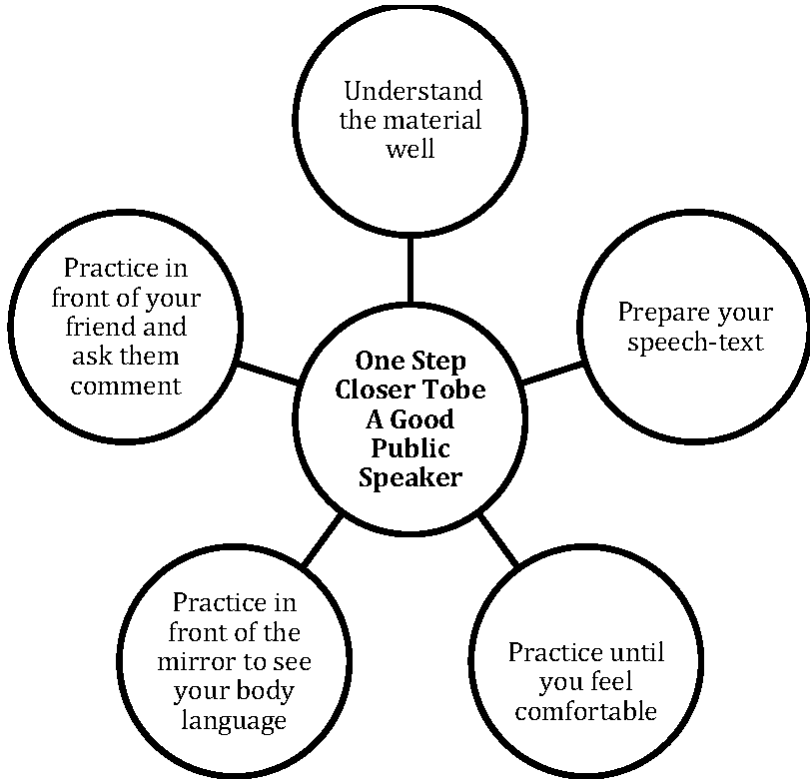 Understand
the material
well
Prepare your
speech-text
Practice until
you feel
comfortable
Practice in
front of the
mirror to see
your body
language
Practice in
front of your
friend and
ask them
comment
One Step
Closer Tobe
A Good
Public
Speaker